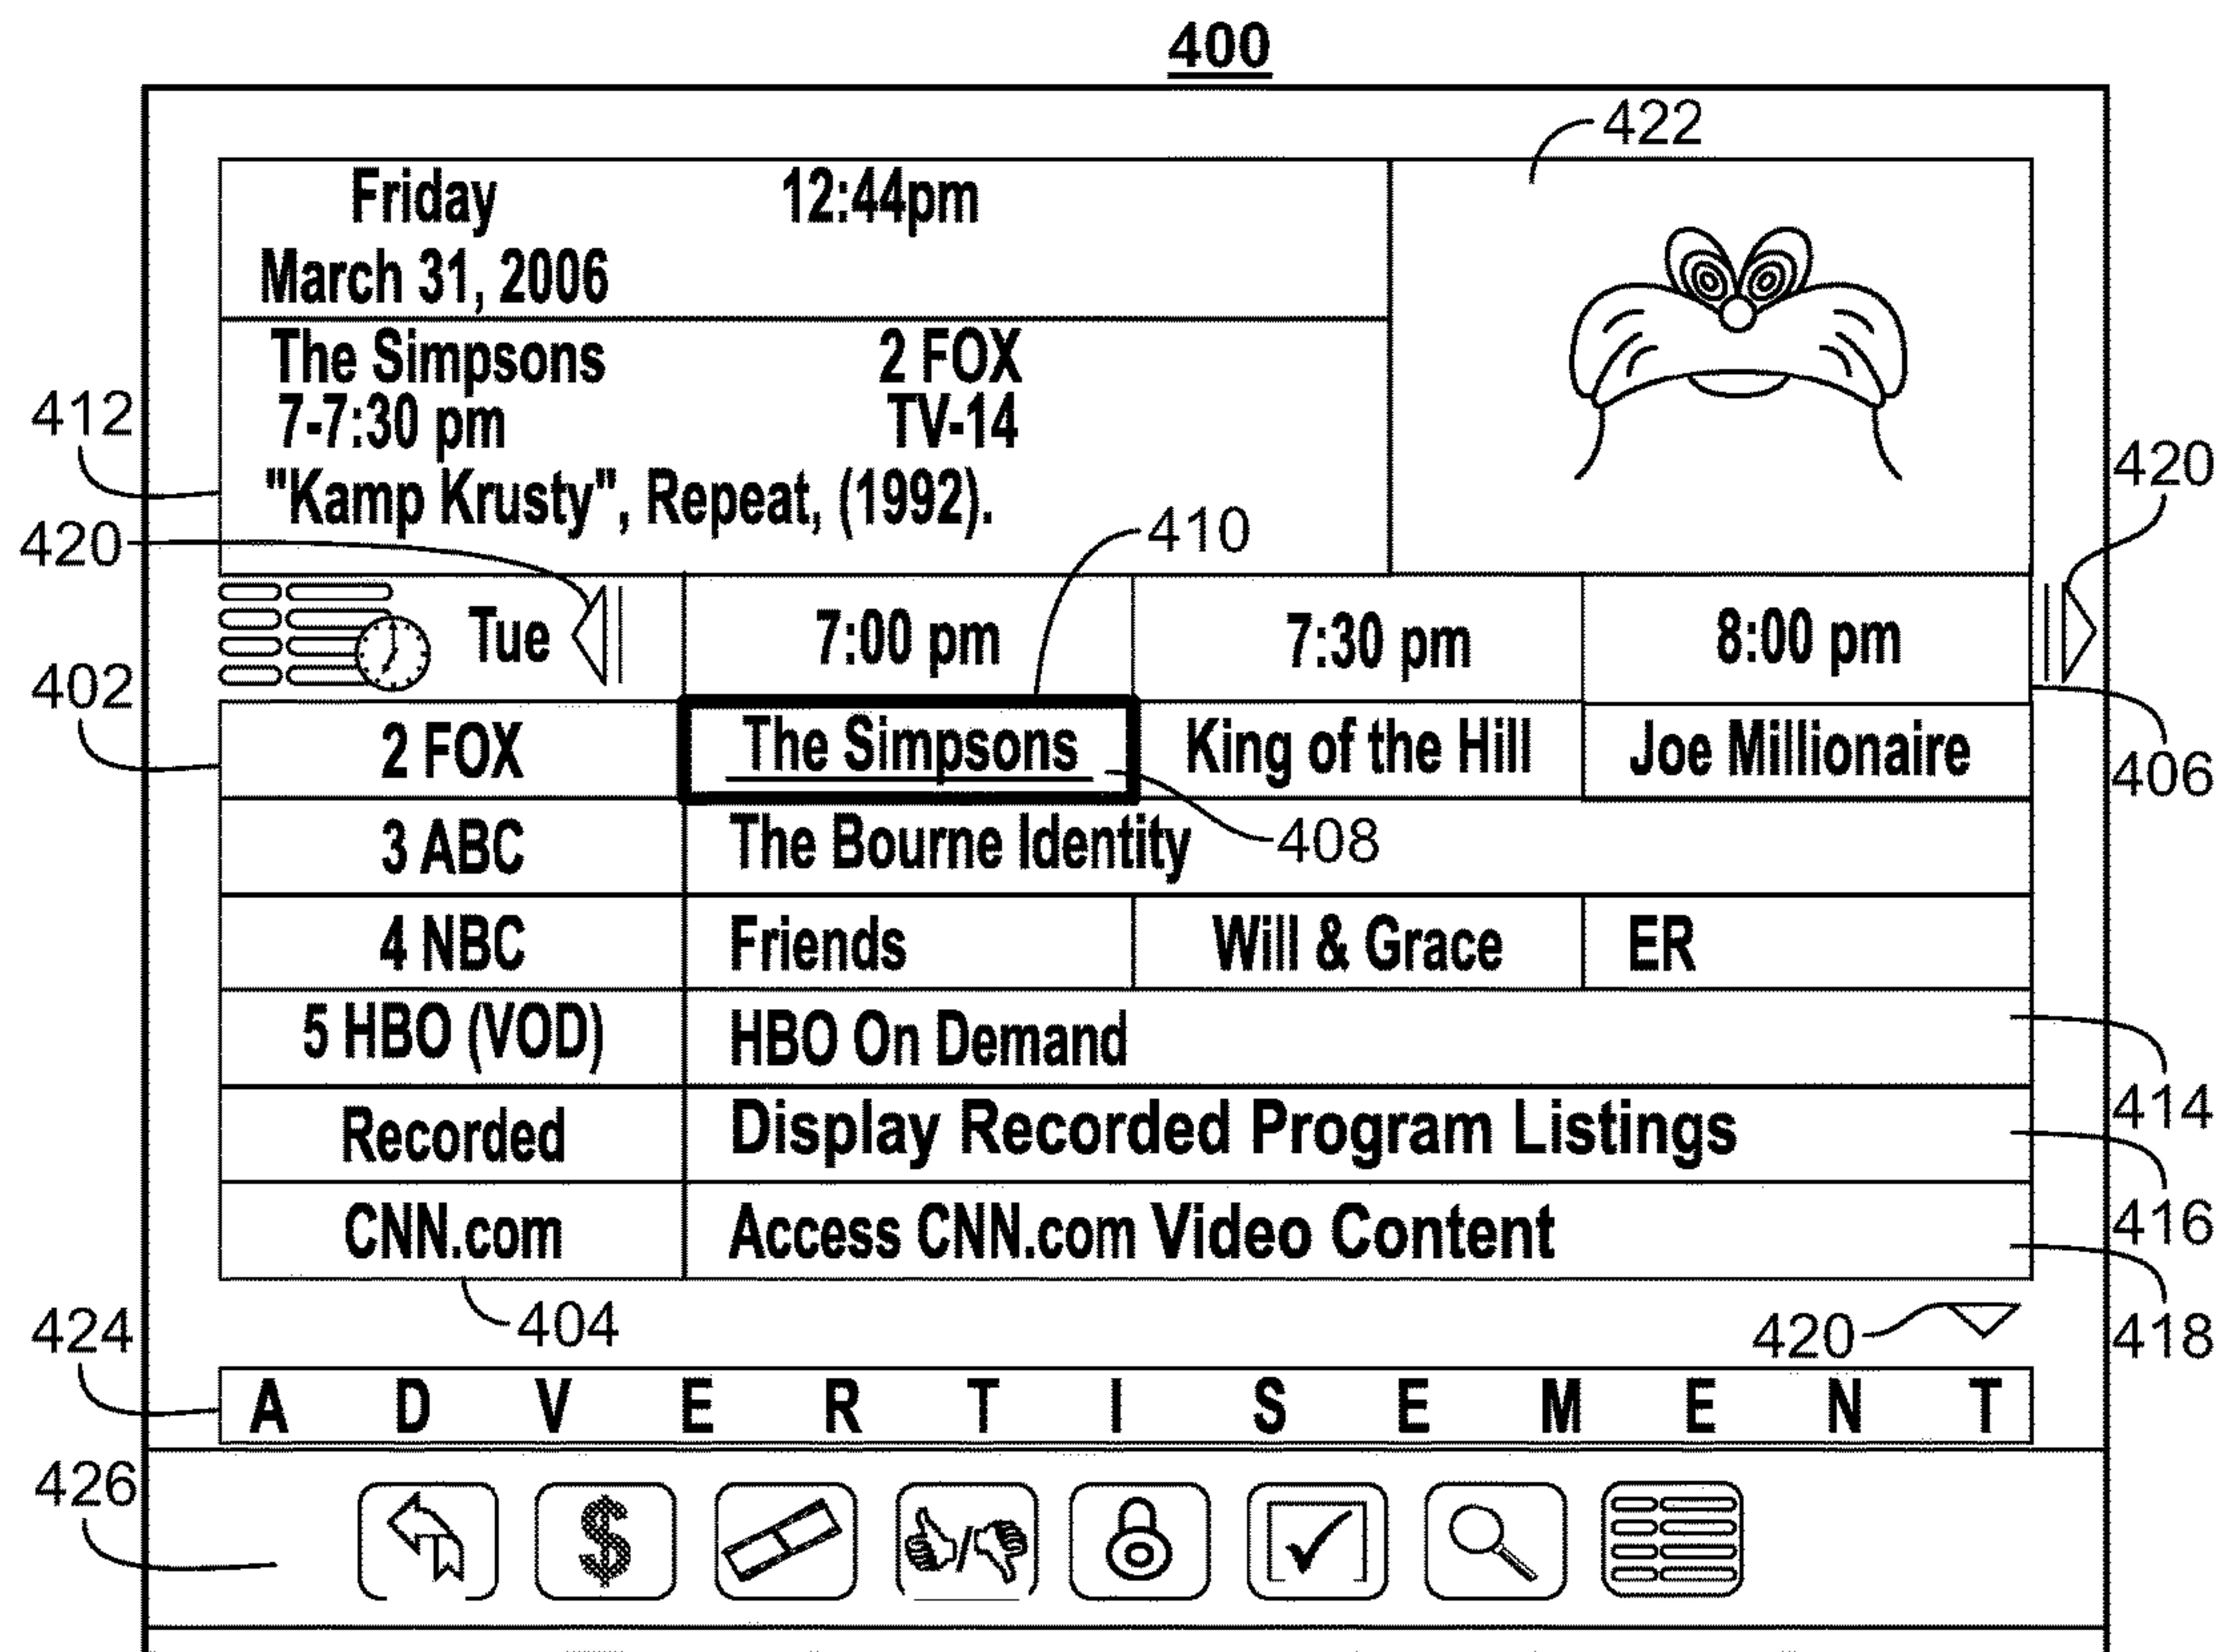 400
422
Friday 12:44pm
March 31, 2006
The Simpsons 2 FOX
7-7:30 pm TV-14
"Kamp Krusty", Repeat, (1992).
412
420
410
420
Tue 7:00 pm 7:30 pm 8:00 pm
402
2 FOX The Simpsons King of the Hill Joe Millionaire
406
3 ABC The Bourne Identity
408
4 NBC Friends Will & Grace ER
5 HBO (VOD) HBO On Demand
414
Recorded Display Recorded Program Listings
416
CNN.com Access CNN.com Video Content
404
420
418
424
A D V E R T I S E M E N T
426
$
/